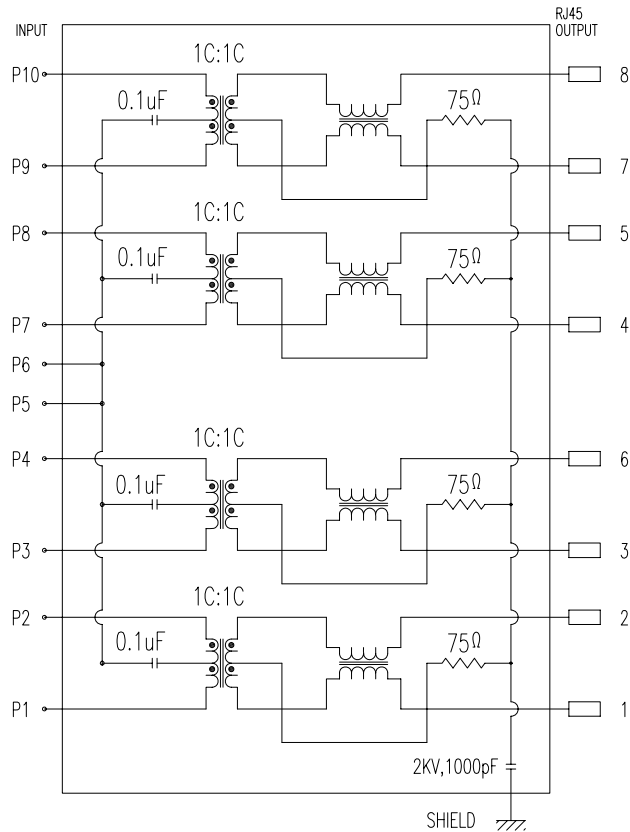 INPUT
RJ45
OUTPUT
1C:1C
P10
0.1uF
75Ω
8
P9
7
1C:1C
P8
0.1uF
75Ω
5
P7
4
P6
P5
1C:1C
P4
0.1uF
75Ω
6
P3
3
1C:1C
P2
0.1uF
75Ω
2
P1
1
2KV,1000pF
SHIELD